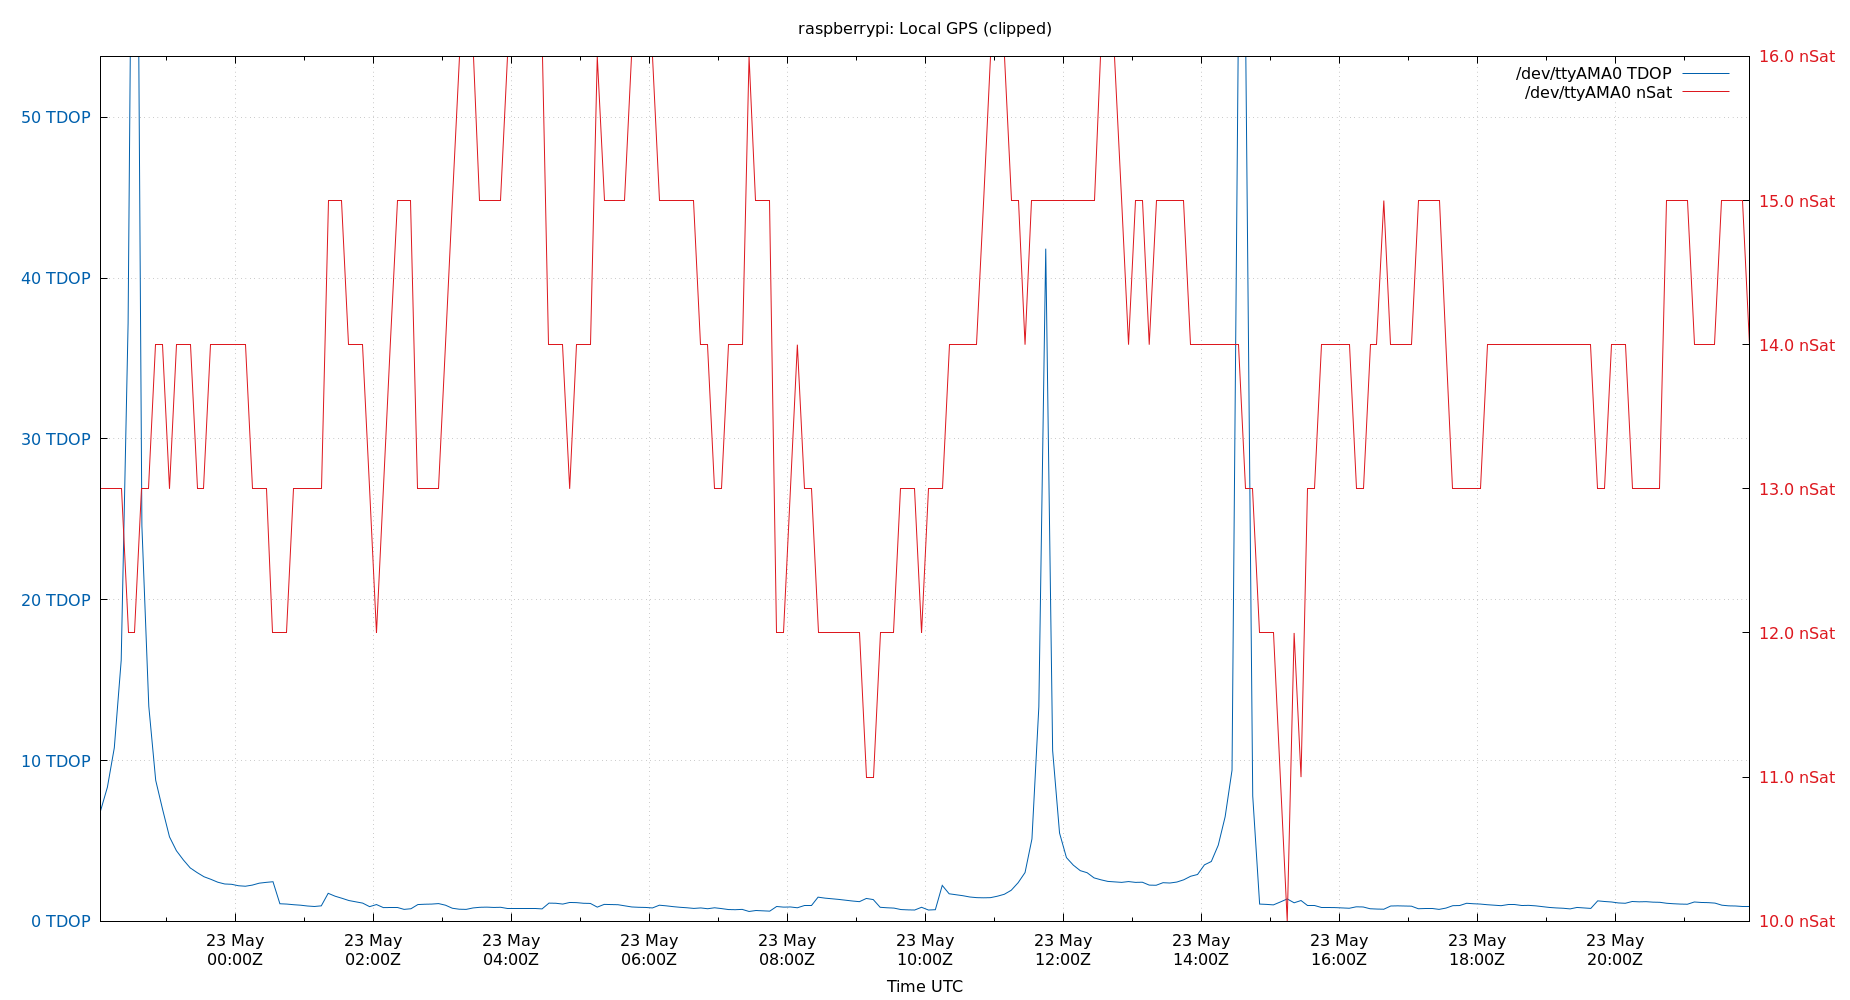 raspberrypi: Local GPS (clipped)
/dev/ttyAMA0 TDOP
/dev/ttyAMA0 nSat
50 TDOP
40 TDOP
30 TDOP
20 TDOP
10 TDOP
0 TDOP
16.0 nSat
15.0 nSat
14.0 nSat
13.0 nSat
12.0 nSat
11.0 nSat
10.0 nSat
23 May
00:00Z
23 May
02:00Z
23 May
04:00Z
23 May
06:00Z
23 May
08:00Z
23 May
10:00Z
23 May
12:00Z
23 May
14:00Z
23 May
16:00Z
23 May
18:00Z
23 May
20:00Z
Time UTC